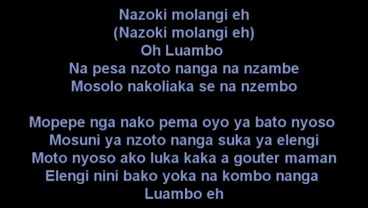 Nazoki molangi eh
(Nazoki molangi eh)
Oh Luambo
Na pesa nzoto nanga na nzambe
Mosolo nakoliaka se na nzembo
Mopepe nga nako pema oyo ya bato nyoso
Mosuni ya nzoto nanga suka ya elengi
Moto nyoso ako luka kaka a gouter maman
Elengi nini bako yoka na kombo nanga
Luambo eh